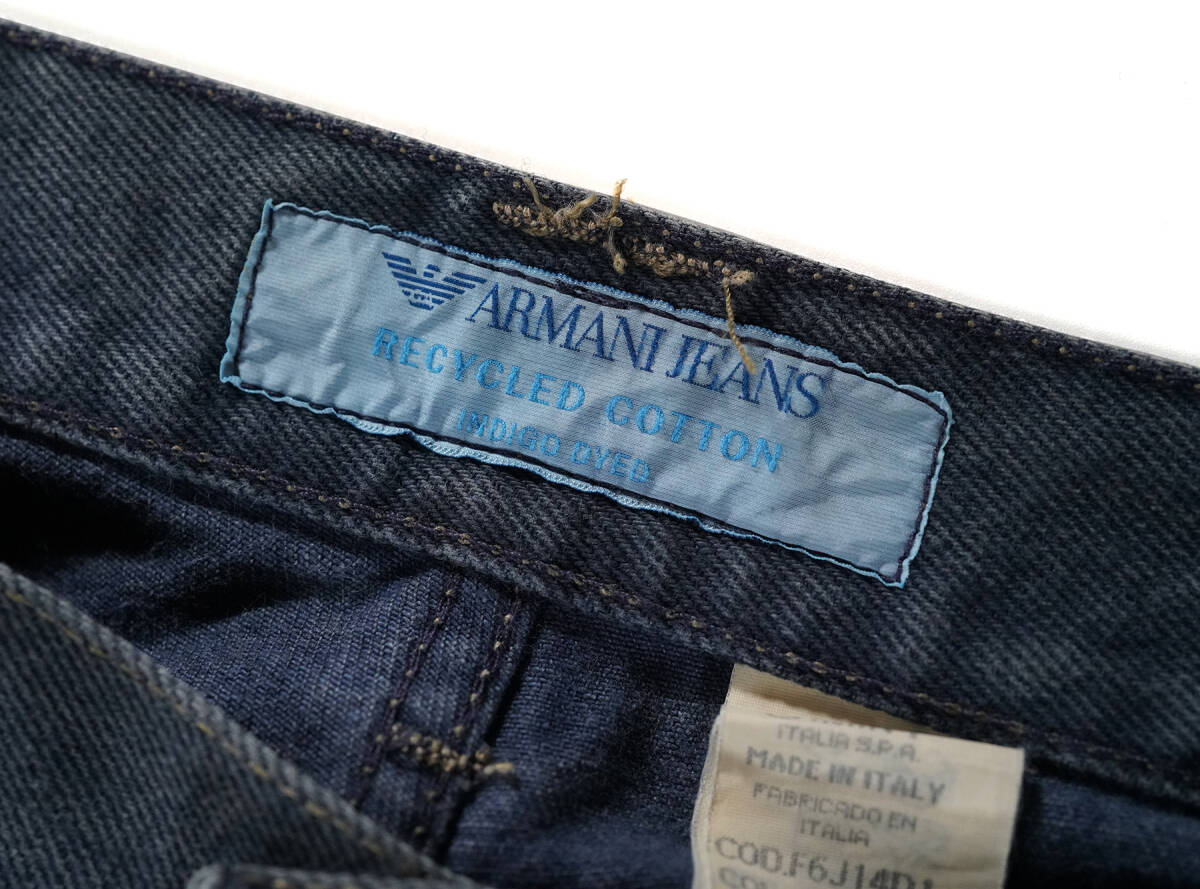 ARMANI JEANS
RECYCLED COTTON
INDIGO DYED
ITALIA S.P.A.
MADE IN ITALY
FABRICADO EN
ITALIA